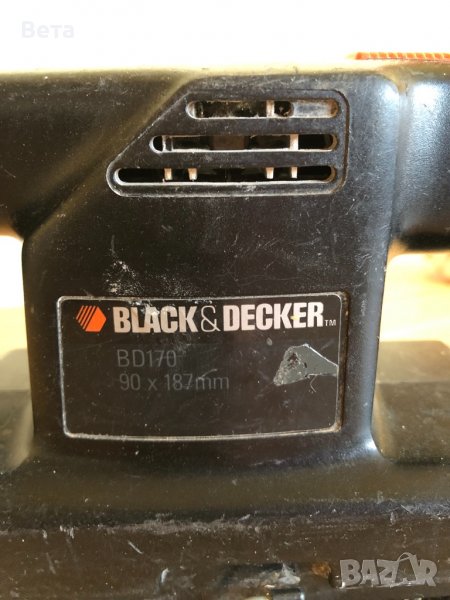 Вета
BLACK&DECKER™
BD170
90 x 187mm
BAZAR